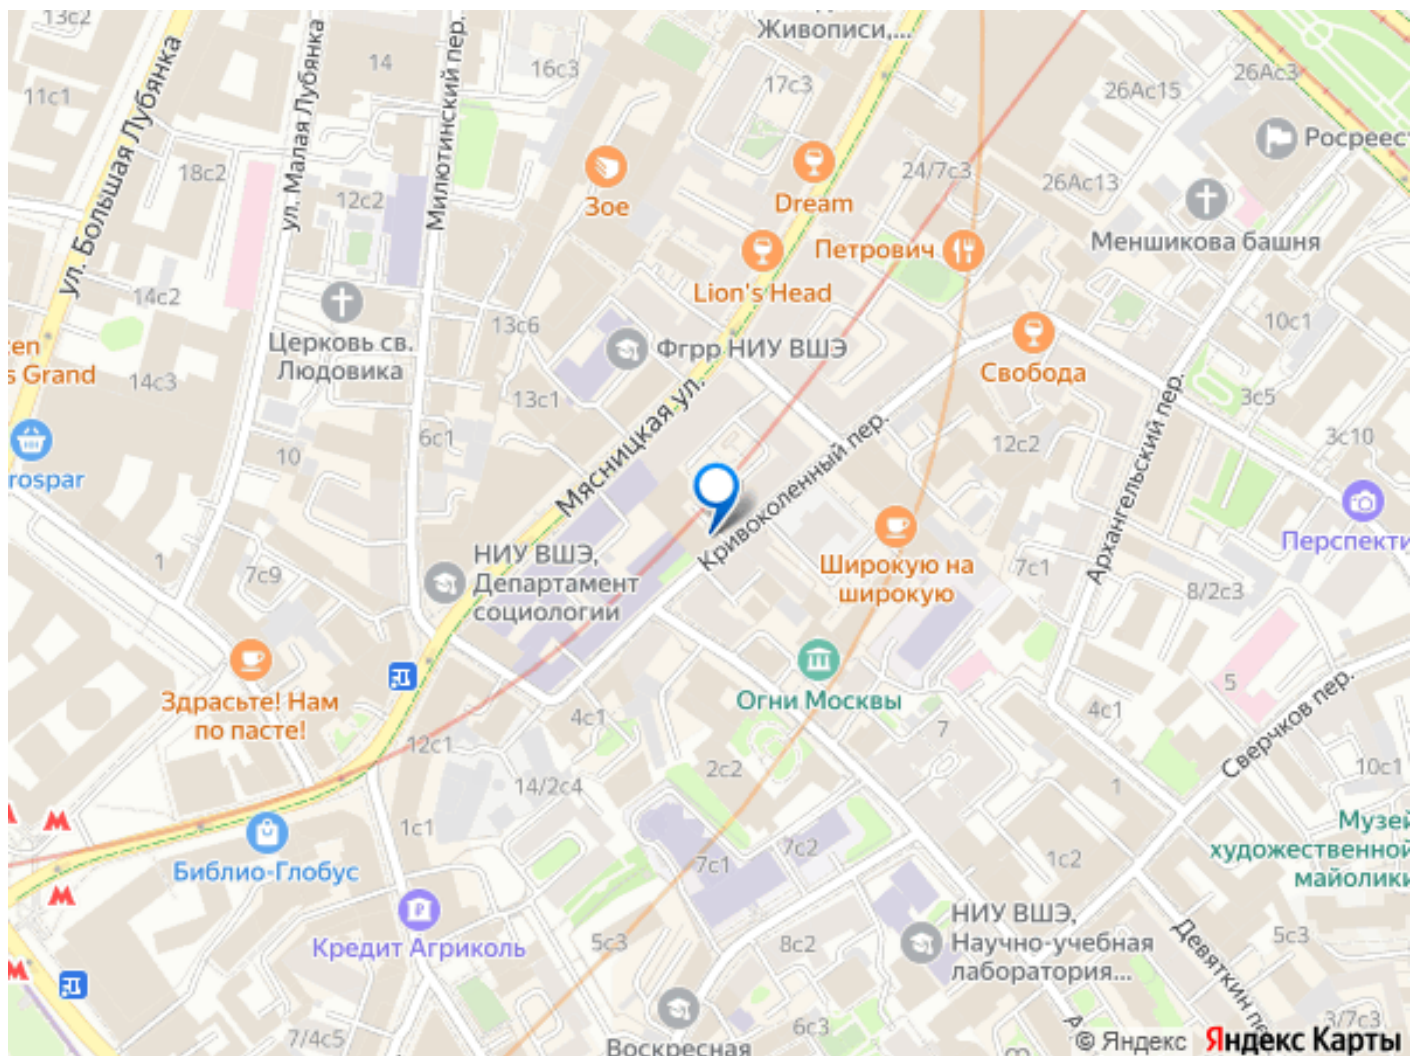 13с2
Живописи,...
14
16с3
17с3
26Ас3
26Ас15
11с1
ул. Большая Лубянка
ул. Малая Лубянка
Милютинский пер.
Росреест
18с2
12с2
Зое
Dream
24/7с3
26Ас13
Меншикова башня
Петрович
Lion's Head
14с2
13с6
10с1
Церковь св.
Людовика
Фгрр НИУ ВШЭ
Свобода
s Grand
14с3
13с1
3с5
6с1
Мясницкая ул.
Кривоколенный пер.
12с2
3с10
10
rospar
Архангельский пер.
Перспекти
1
7с9
НИУ ВШЭ,
Департамент
социологии
Широкую на
широкую
7с1
8/2с3
Здрасьте! Нам
по пасте!
Огни Москвы
4с1
7
4с1
5
Сверчков пер.
12с1
14/2с4
2с2
1
10с1
Библио-Глобус
1с1
7с1
7с2
1с2
Музей
художественной
майолики
Кредит Агриколь
5с3
8с2
НИУ ВШЭ,
Научно-учебная
лаборатория...
Девяткин пе
5с3
7/4с5
Воскресная
6с3
3/7с3
© Яндекс Яндекс Карты